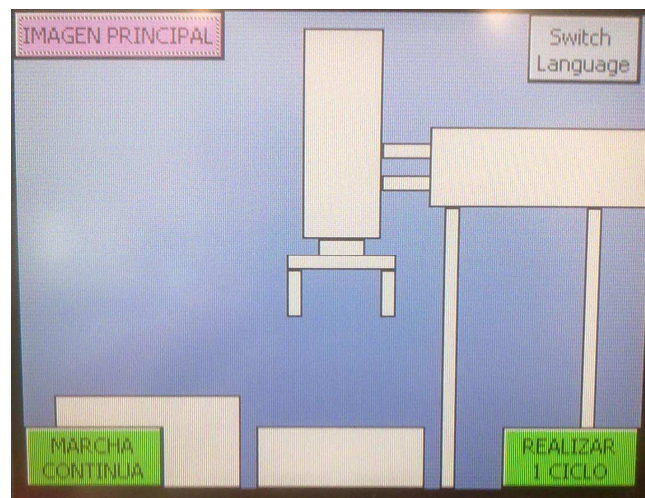 IMAGEN PRINCIPAL
Switch
Language
MARCHA
CONTINUA
REALIZAR
1 CICLO